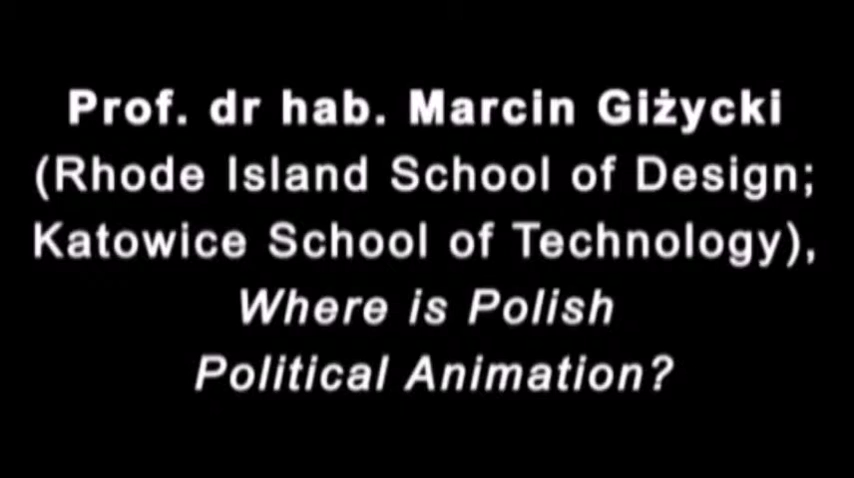 Prof. dr hab. Marcin Giżycki
(Rhode Island School of Design;
Katowice School of Technology),
Where is Polish
Political Animation?